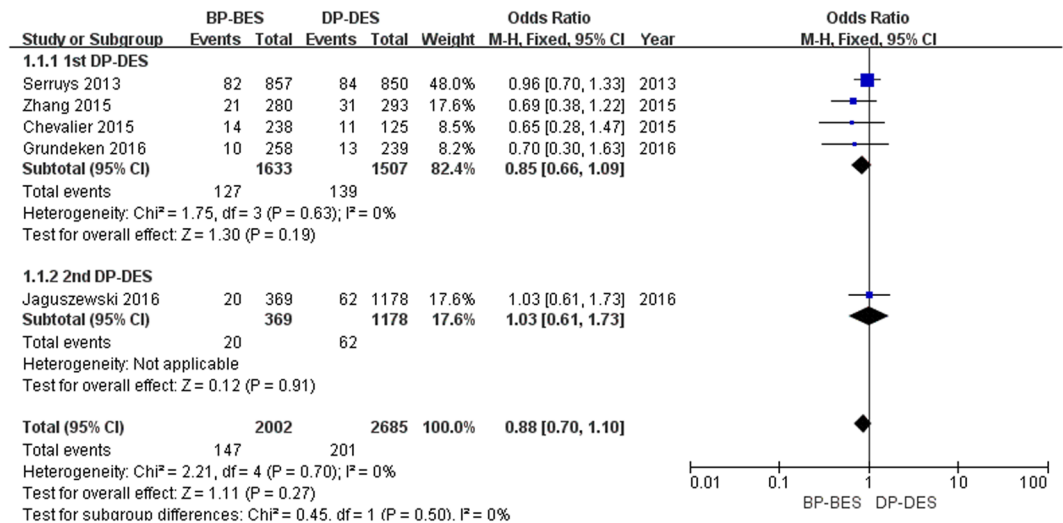 BP-BES DP-DES Odds Ratio Odds Ratio
Study or Subgroup Events Total Events Total Weight M-H, Fixed, 95% CI Year M-H, Fixed, 95% CI
1.1.1 1st DP-DES
Serruys 2013 82 857 84 850 48.0% 0.96 [0.70, 1.33] 2013
Zhang 2015 21 280 31 293 17.6% 0.69 [0.38, 1.22] 2015
Chevalier 2015 14 238 11 125 8.5% 0.65 [0.28, 1.47] 2015
Grundeken 2016 10 258 13 239 8.2% 0.70 [0.30, 1.63] 2016
Subtotal (95% CI) 1633 1507 82.4% 0.85 [0.66, 1.09]
Total events 127 139
Heterogeneity: Chi² = 1.75, df = 3 (P = 0.63); I² = 0%
Test for overall effect: Z = 1.30 (P = 0.19)
1.1.2 2nd DP-DES
Jaguszewski 2016 20 369 62 1178 17.6% 1.03 [0.61, 1.73] 2016
Subtotal (95% CI) 369 1178 17.6% 1.03 [0.61, 1.73]
Total events 20 62
Heterogeneity: Not applicable
Test for overall effect: Z = 0.12 (P = 0.91)
Total (95% CI) 2002 2685 100.0% 0.88 [0.70, 1.10]
Total events 147 201
Heterogeneity: Chi² = 2.21, df = 4 (P = 0.70); I² = 0%
Test for overall effect: Z = 1.11 (P = 0.27)
Test for subgroup differences: Chi² = 0.45, df = 1 (P = 0.50), I² = 0%
0.01 0.1 1 10 100
BP-BES DP-DES